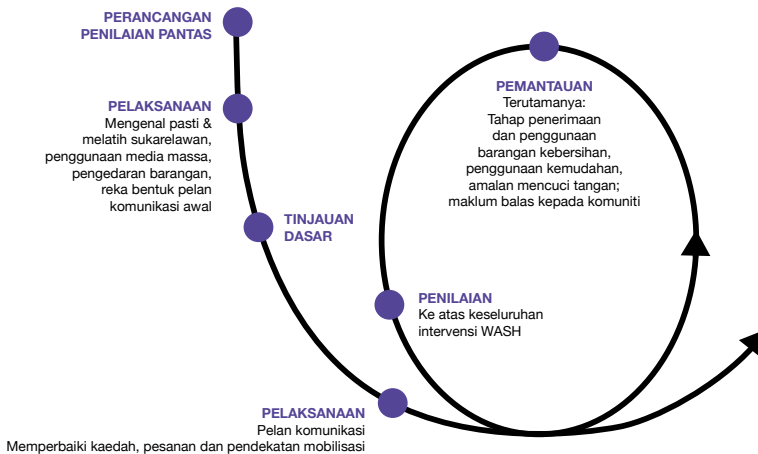 PERANCANGAN
PENILAIAN PANTAS
PELAKSANAAN
Mengenal pasti &
melatih sukarelawan,
penggunaan media massa,
pengedaran barangan,
reka bentuk pelan
komunikasi awal
TINJAUAN
DASAR
PELAKSANAAN
Pelan komunikasi
Memperbaiki kaedah, pesanan dan pendekatan mobilisasi
PEMANTAUAN
Terutamanya:
Tahap penerimaan
dan penggunaan
barangan kebersihan,
penggunaan kemudahan,
amalan mencuci tangan;
maklum balas kepada komuniti
PENILAIAN
Ke atas keseluruhan
intervensi WASH